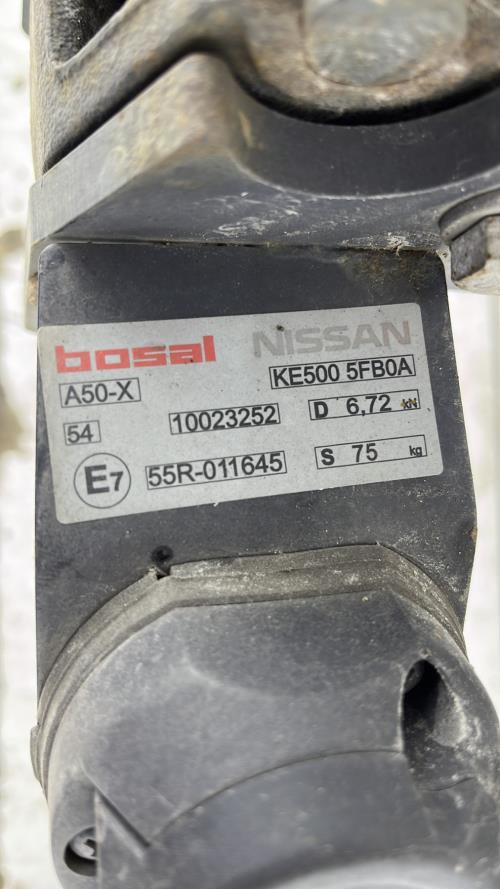 bosal NISSAN
A50-X KE500 5FB0A
54 10023252 D 6,72 kN
E7 55R-011645 S 75 kg